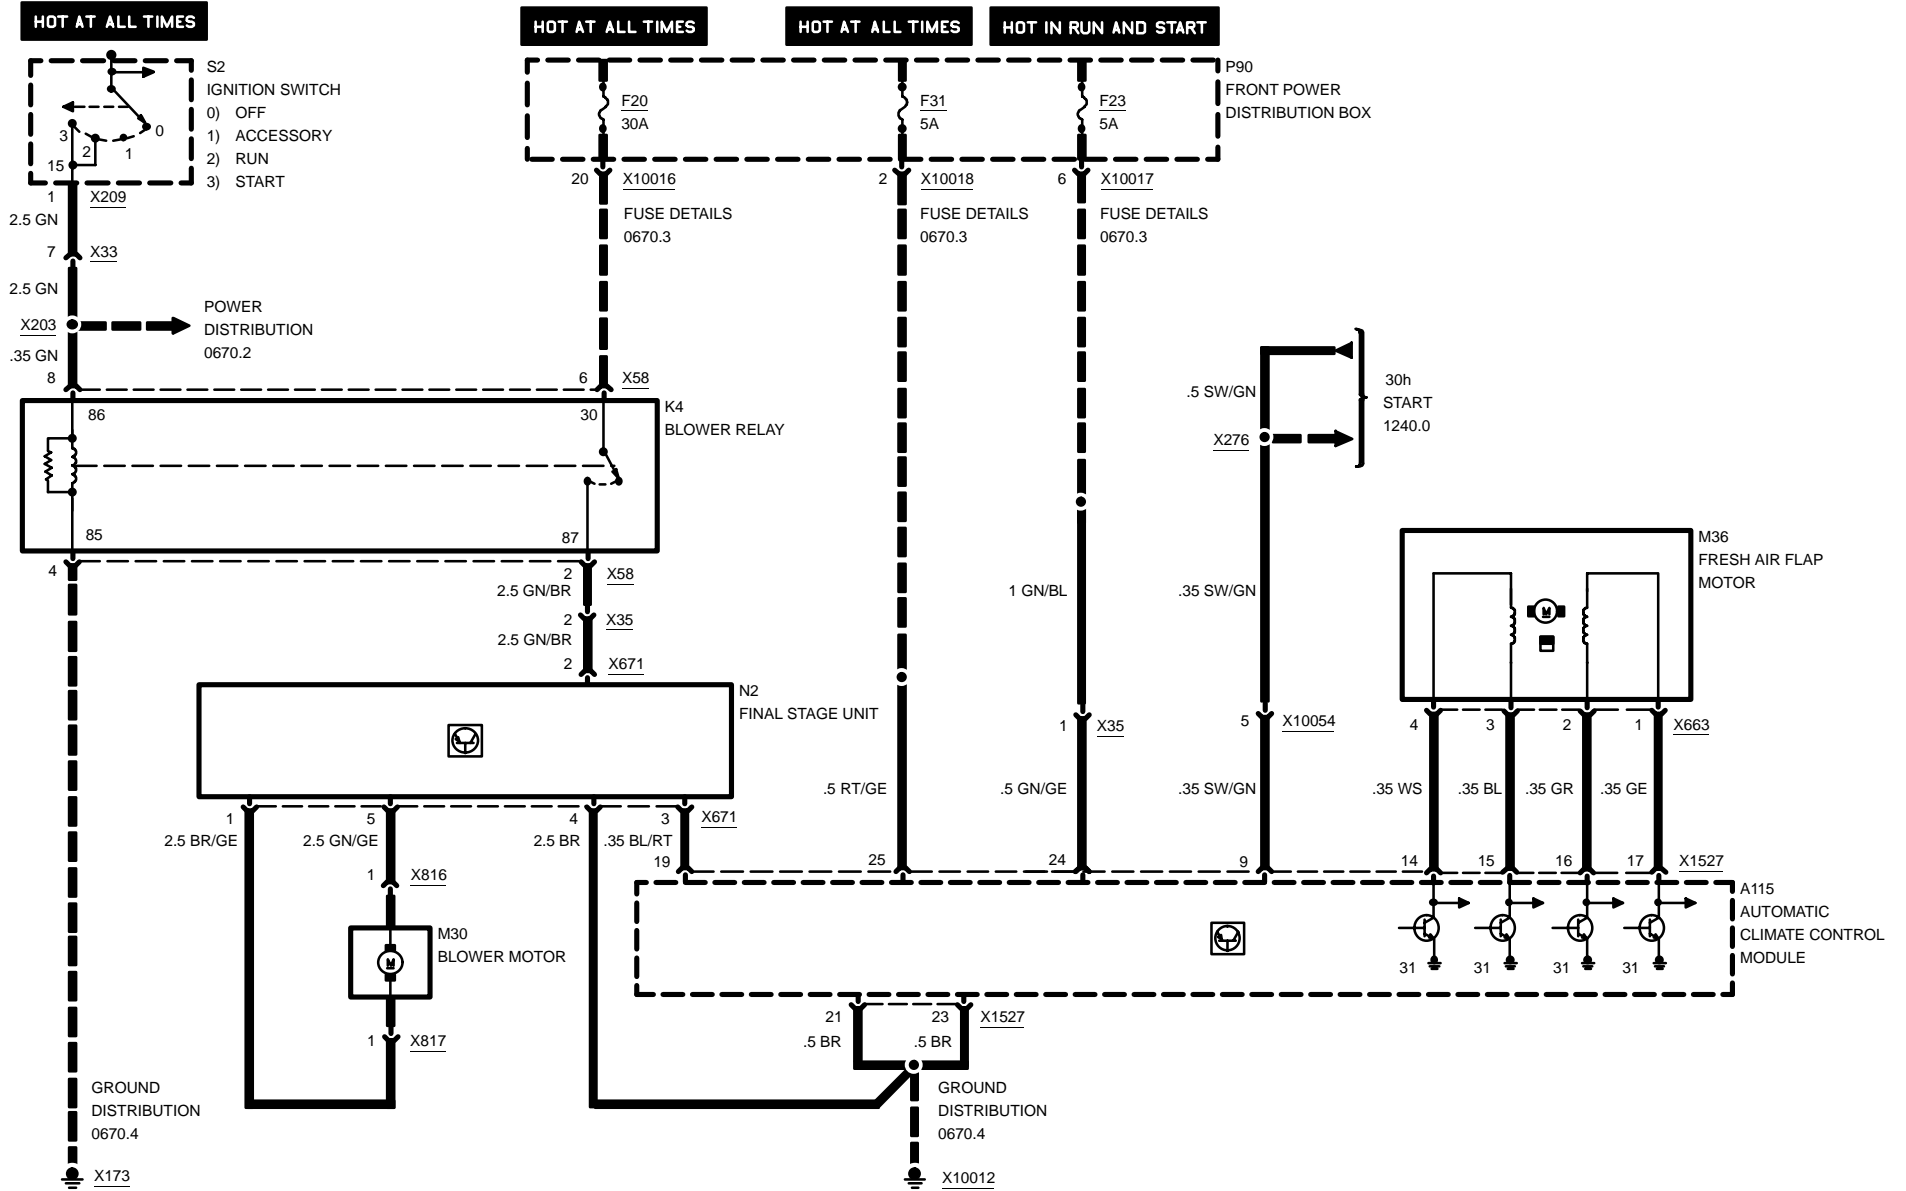 HOT AT ALL TIMES
HOT AT ALL TIMES
HOT AT ALL TIMES
HOT IN RUN AND START
S2
IGNITION SWITCH
0) OFF
1) ACCESSORY
2) RUN
3) START
0
1
2
3
15
F20
30A
F31
5A
F23
5A
P90
FRONT POWER
DISTRIBUTION BOX
1
X209
2.5 GN
7
X33
2.5 GN
X203
.35 GN
8
POWER
DISTRIBUTION
0670.2
20
X10016
FUSE DETAILS
0670.3
2
X10018
FUSE DETAILS
0670.3
6
X10017
FUSE DETAILS
0670.3
6
X58
86
30
K4
BLOWER RELAY
85
87
4
2
X58
2.5 GN/BR
2
X35
2.5 GN/BR
2
X671
.5 SW/GN
X276
30h
START
1240.0
1 GN/BL
.35 SW/GN
M36
FRESH AIR FLAP
MOTOR
M
N2
FINAL STAGE UNIT
1
X35
5
X10054
4
3
2
1
X663
.5 RT/GE
.5 GN/GE
.35 SW/GN
.35 WS
.35 BL
.35 GR
.35 GE
1
5
4
3
X671
2.5 BR/GE
2.5 GN/GE
2.5 BR
.35 BL/RT
19
25
24
9
14
15
16
17
X1527
1
X816
M30
BLOWER MOTOR
M
A115
AUTOMATIC
CLIMATE CONTROL
MODULE
31
31
31
31
1
X817
21
23
X1527
.5 BR
.5 BR
GROUND
DISTRIBUTION
0670.4
X173
GROUND
DISTRIBUTION
0670.4
X10012